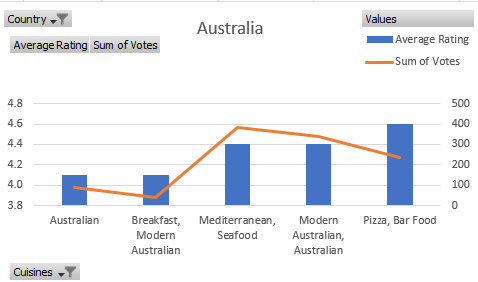 Country
Values
Australia
Average Rating Sum of Votes
Average Rating
Sum of Votes
4.8
4.6
4.4
4.2
4.0
3.8
500
400
300
200
100
0
Australian
Breakfast,
Modern
Australian
Mediterranean,
Seafood
Modern
Australian,
Australian
Pizza, Bar Food
Cuisines